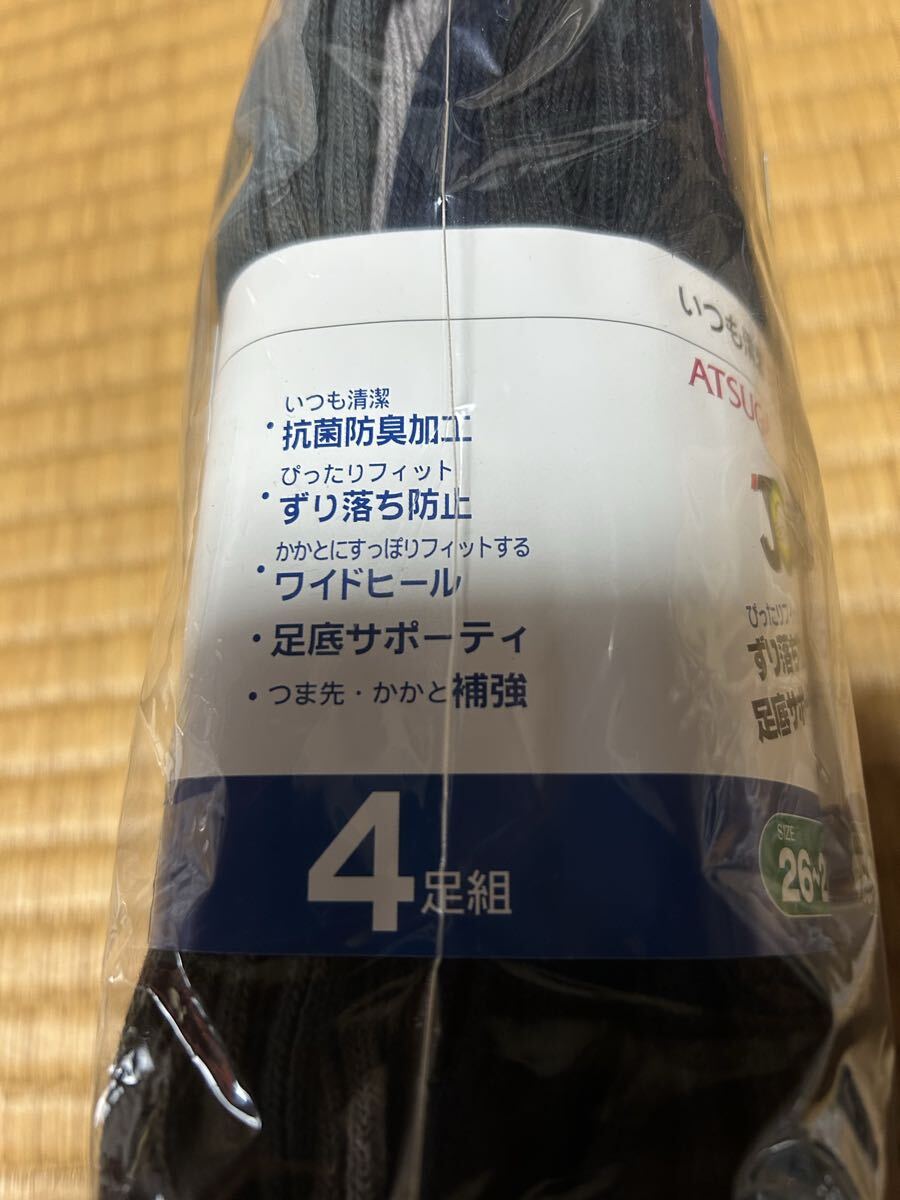 いつも清潔
・抗菌防臭加工
ぴったりフィット
・ずり落ち防止
かかとにすっぽりフィットする
・ワイドヒール
・足底サポーティ
・つま先・かかと補強
4足組
いつも清
ATSUG
ぴったりフィ
ずり落ち
足底サポ
SIZE
26~2